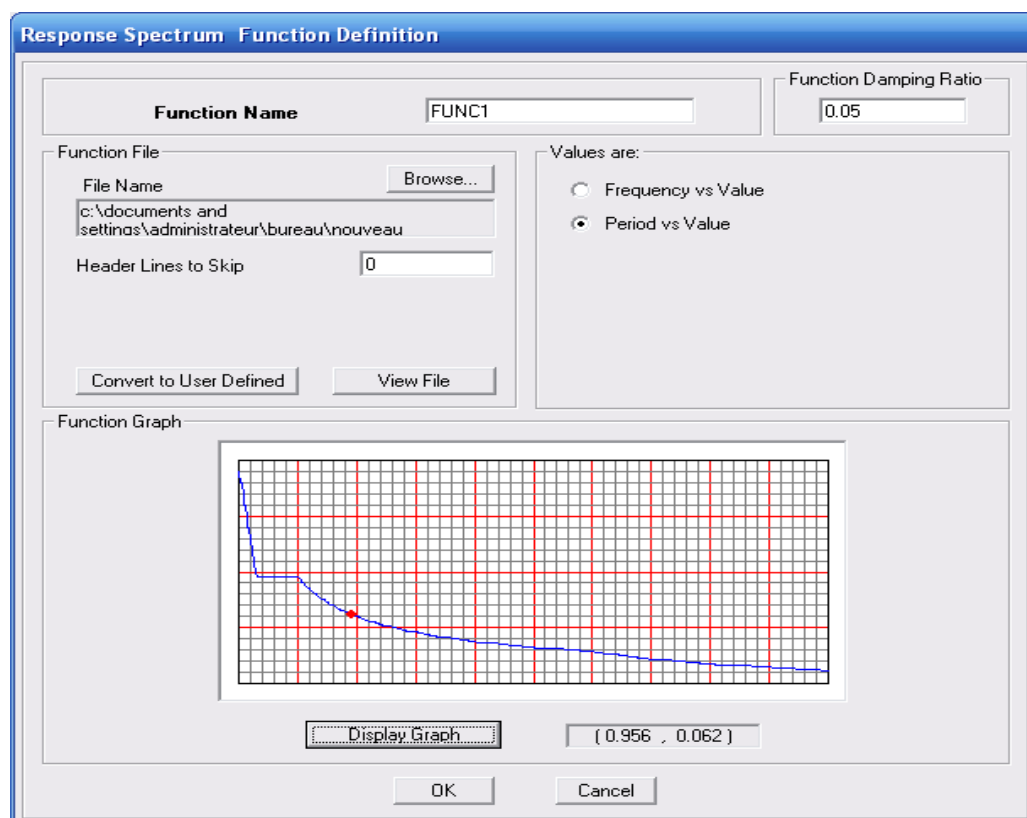 Response Spectrum Function Definition
Function Damping Ratio
Function Name
FUNC1
0.05
Function File
Values are:
File Name
Browse...
Frequency vs Value
c:\documents and
settings\administrateur\bureau\nouveau
Period vs Value
Header Lines to Skip
0
Convert to User Defined
View File
Function Graph
Display Graph
( 0.956 , 0.062 )
OK
Cancel